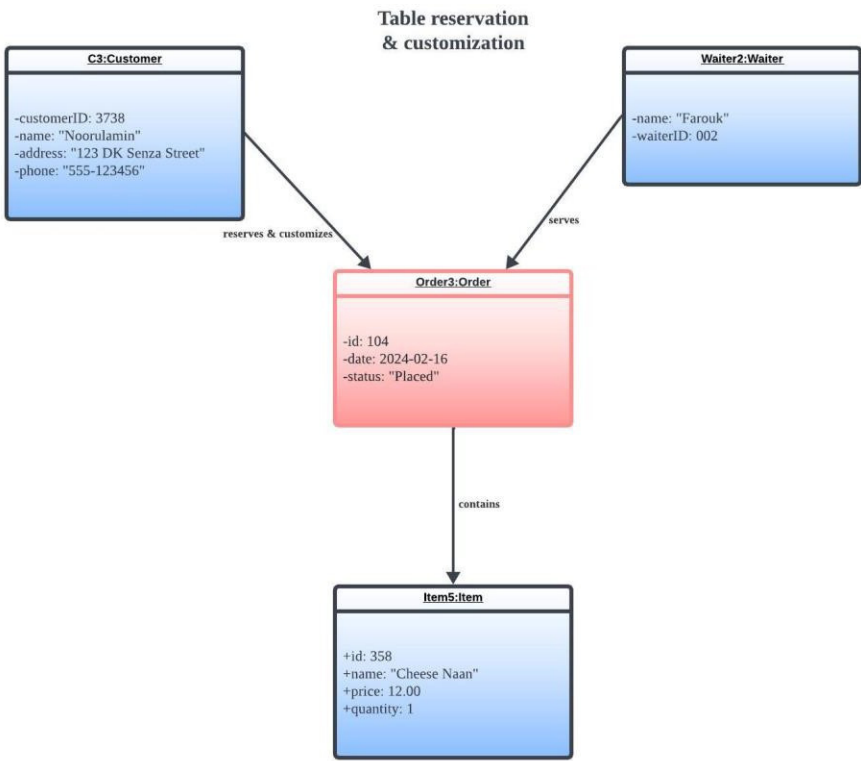 Table reservation
& customization
C3:Customer
-customerID: 3738
-name: "Noorulamin"
-address: "123 DK Senza Street"
-phone: "555-123456"
Waiter2:Waiter
-name: "Farouk"
-waiterID: 002
reserves & customizes
serves
Order3:Order
-id: 104
-date: 2024-02-16
-status: "Placed"
contains
Item5:Item
+id: 358
+name: "Cheese Naan"
+price: 12.00
+quantity: 1